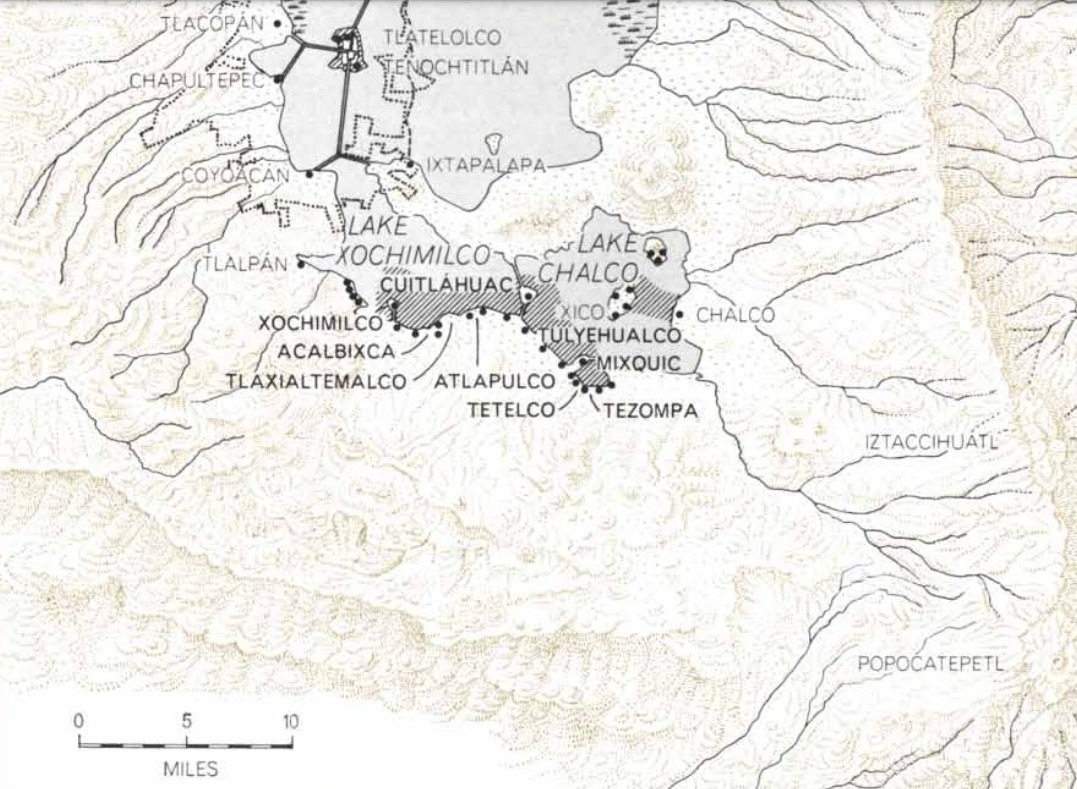 TLACOPÁN
TLATELOLCO
TENOCHTITLÁN
CHAPULTEPEC
IXTAPALAPA
COYOACÁN
LAKE
XOCHIMILCO
LAKE
CHALCO
TLALPÁN
CUITLÁHUAC
XICO
CHALCO
XOCHIMILCO
TULYEHUALCO
ACALBIXCA
MIXQUIC
TLAXIALTEMALCO
ATLAPULCO
TETELCO
TEZOMPA
IZTACCIHUATL
POPOCATEPETL
0 5 10
MILES